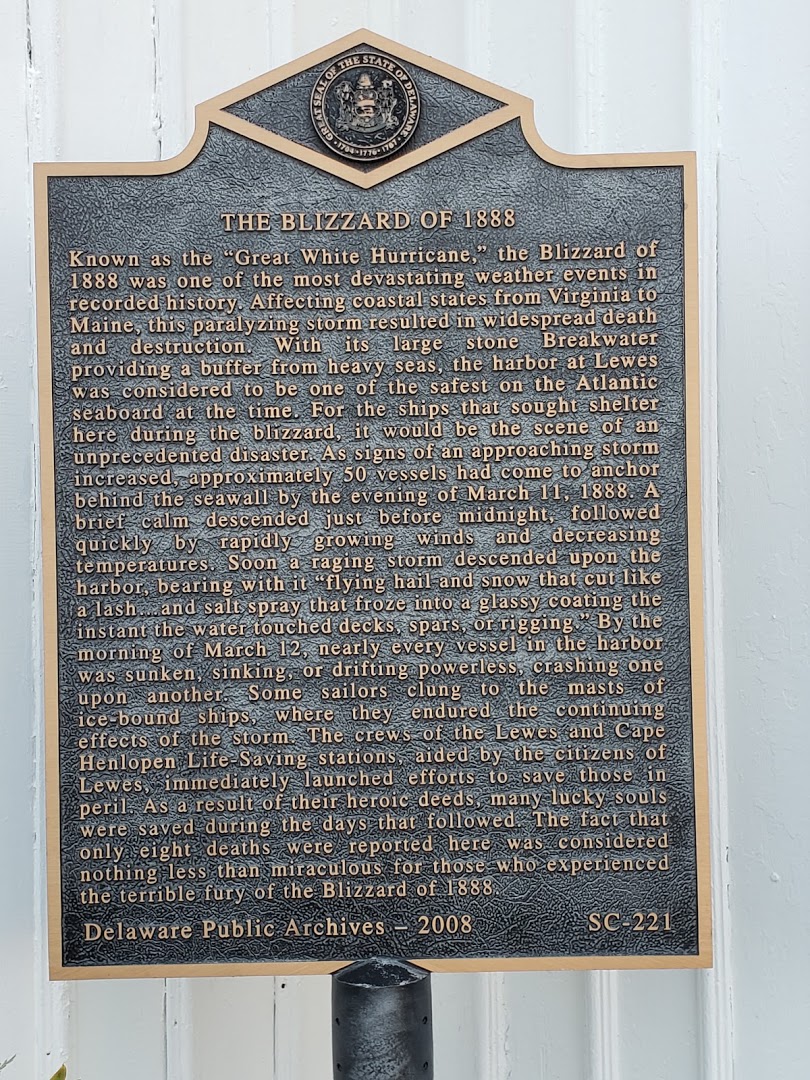 GREAT SEAL OF THE STATE OF DELAWARE
THE BLIZZARD OF 1888
Known as the “Great White Hurricane,” the Blizzard of
1888 was one of the most devastating weather events in
recorded history. Affecting coastal states from Virginia to
Maine, this paralyzing storm resulted in widespread death
and destruction. With its large stone Breakwater
providing a buffer from heavy seas, the harbor at Lewes
was considered to be one of the safest on the Atlantic
seaboard at the time. For the ships that sought shelter
here during the blizzard, it would be the scene of an
unprecedented disaster. As signs of an approaching storm
increased, approximately 50 vessels had come to anchor
behind the seawall by the evening of March 11, 1888. A
brief calm descended just before midnight, followed
quickly by rapidly growing winds and decreasing
temperatures. Soon a raging storm descended upon the
harbor, bearing with it “flying hail and snow that cut like
a lash...and salt spray that froze into a glassy coating the
instant the water touched decks, spars, or rigging.” By the
morning of March 12, nearly every vessel in the harbor
was sunken, sinking, or drifting powerless, crashing one
upon another. Some sailors clung to the masts of
ice-bound ships, where they endured the continuing
effects of the storm. The crews of the Lewes and Cape
Henlopen Life-Saving stations, aided by the citizens of
Lewes, immediately launched efforts to save those in
peril. As a result of their heroic deeds, many lucky souls
were saved during the days that followed. The fact that
only eight deaths were reported here was considered
nothing less than miraculous for those who experienced
the terrible fury of the Blizzard of 1888.
Delaware Public Archives – 2008 SC-221